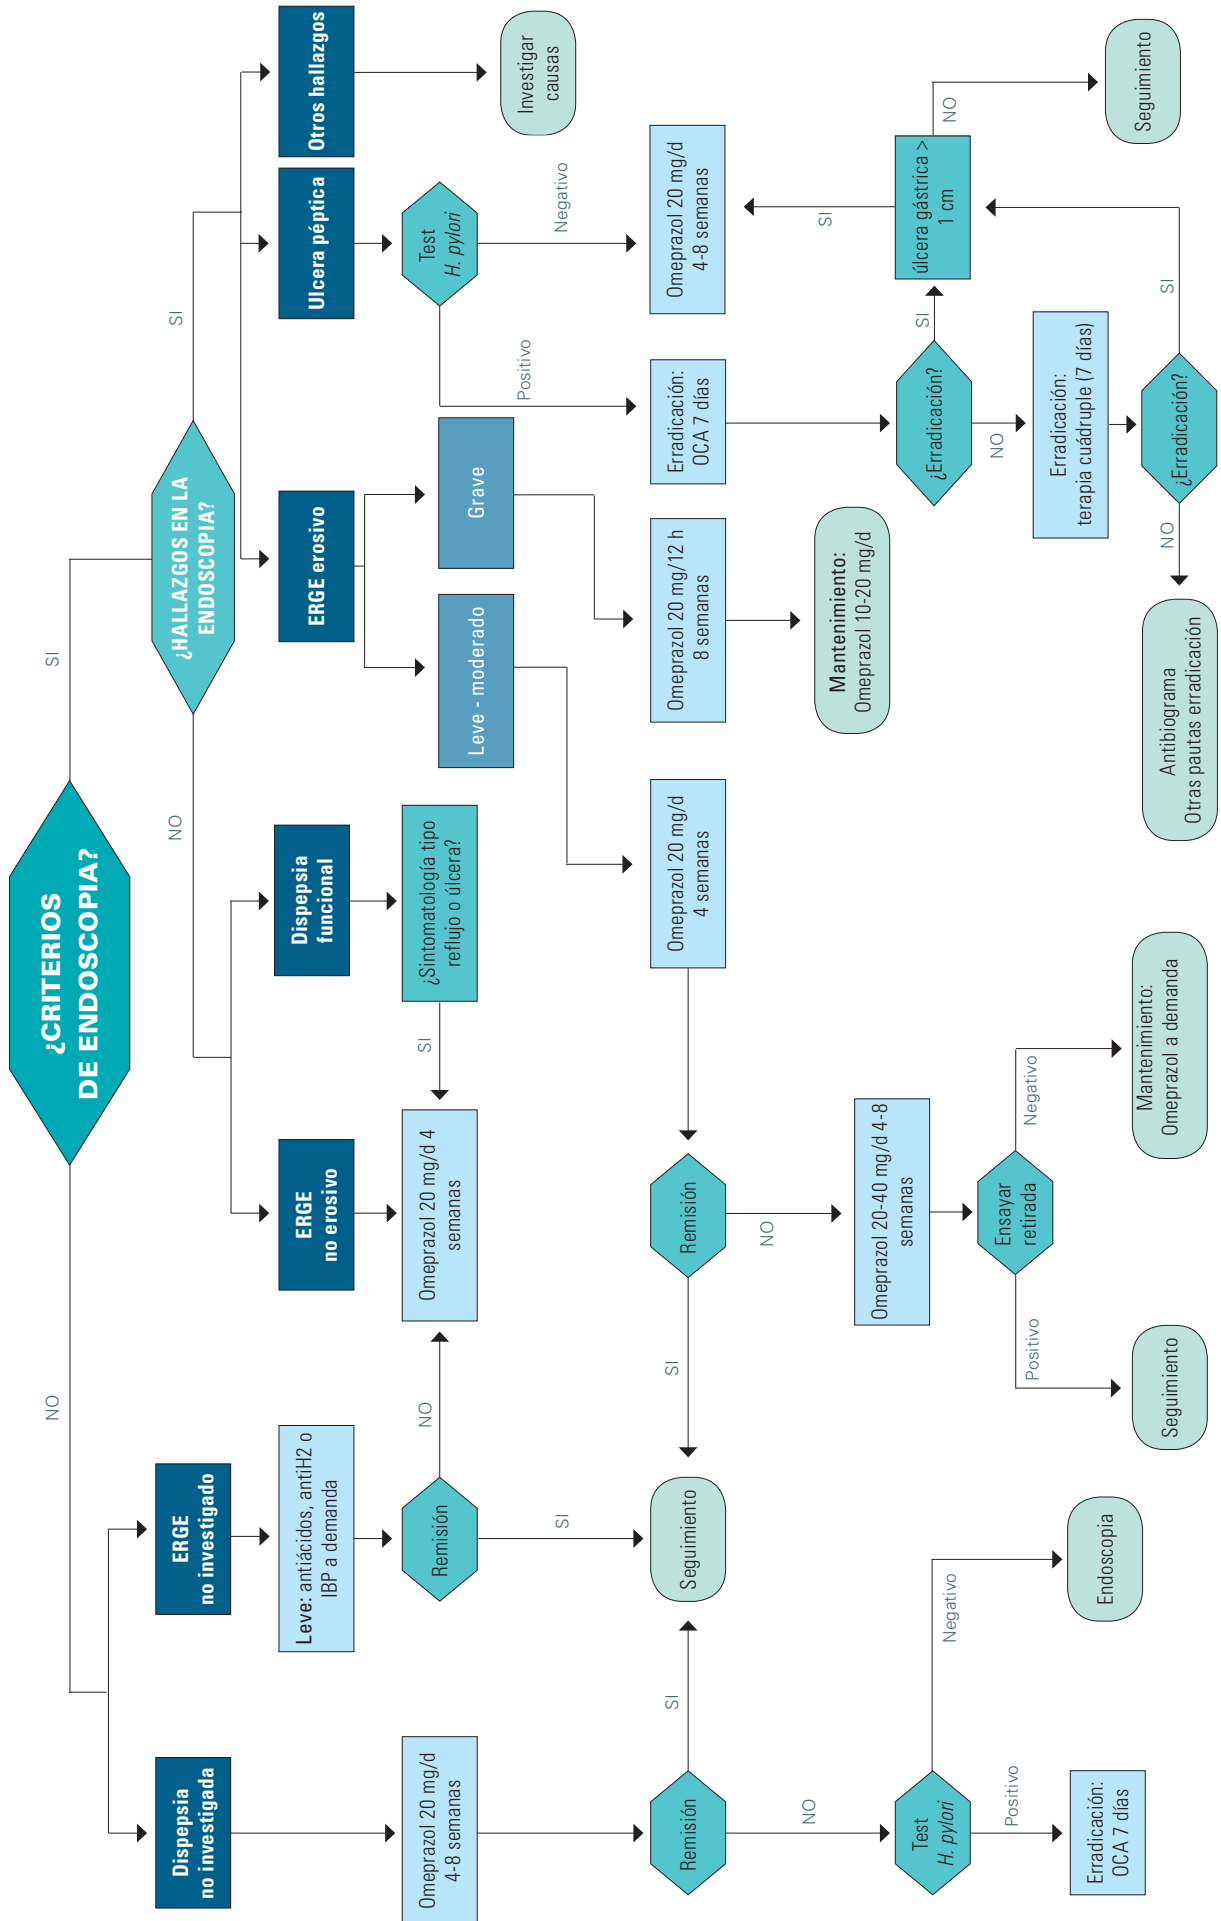 ¿CRITERIOS
DE ENDOSCOPIA?
NO
SI
Dispepsia
no investigada
ERGE
no investigado
¿HALLAZGOS EN LA
ENDOSCOPIA?
NO
SI
ERGE
no erosivo
Dispepsia
funcional
ERGE erosivo
Ulcera péptica
Otros hallazgos
Leve: antiácidos, antiH2 o
IBP a demanda
Omeprazol 20 mg/d
4-8 semanas
Remisión
NO
Omeprazol 20 mg/d 4
semanas
SI
¿Sintomatología tipo
reflujo o úlcera?
Leve - moderado
Grave
Test
H. pylori
Investigar
causas
SI
Positivo
Negativo
Remisión
SI
Seguimiento
SI
Remisión
Omeprazol 20 mg/d
4 semanas
Omeprazol 20 mg/12 h
8 semanas
Erradicación:
OCA 7 días
Omeprazol 20 mg/d
4-8 semanas
NO
NO
Mantenimiento:
Omeprazol 10-20 mg/d
SI
Test
H. pylori
Omeprazol 20-40 mg/d 4-8
semanas
¿Erradicación?
SI
úlcera gástrica >
1 cm
NO
NO
Positivo
Negativo
Ensayar
retirada
Positivo
Negativo
Erradicación:
terapia cuádruple (7 días)
Erradicación:
OCA 7 días
Endoscopia
Seguimiento
Mantenimiento:
Omeprazol a demanda
¿Erradicación?
NO
SI
Antibiograma
Otras pautas erradicación
Seguimiento